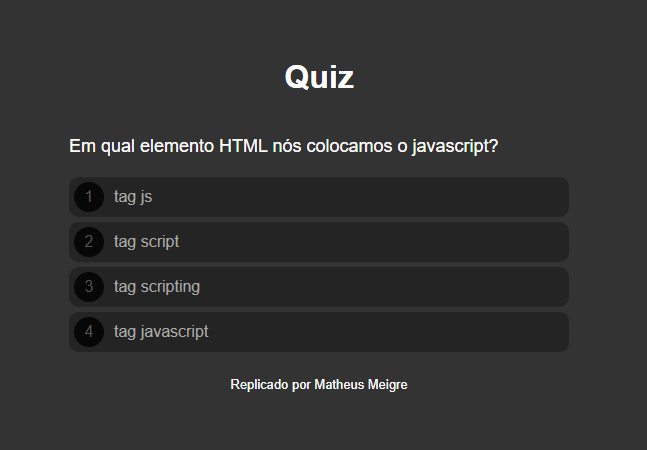 Quiz
Em qual elemento HTML nós colocamos o javascript?
1 tag js
2 tag script
3 tag scripting
4 tag javascript
Replicado por Matheus Meigre